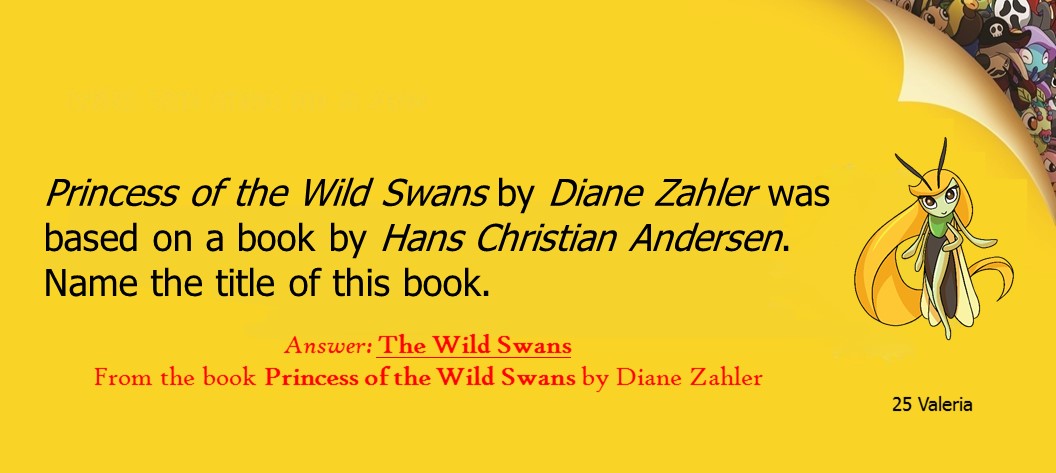 Princess of the Wild Swans by Diane Zahler was
based on a book by Hans Christian Andersen.
Name the title of this book.
Answer: The Wild Swans
From the book Princess of the Wild Swans by Diane Zahler
25 Valeria